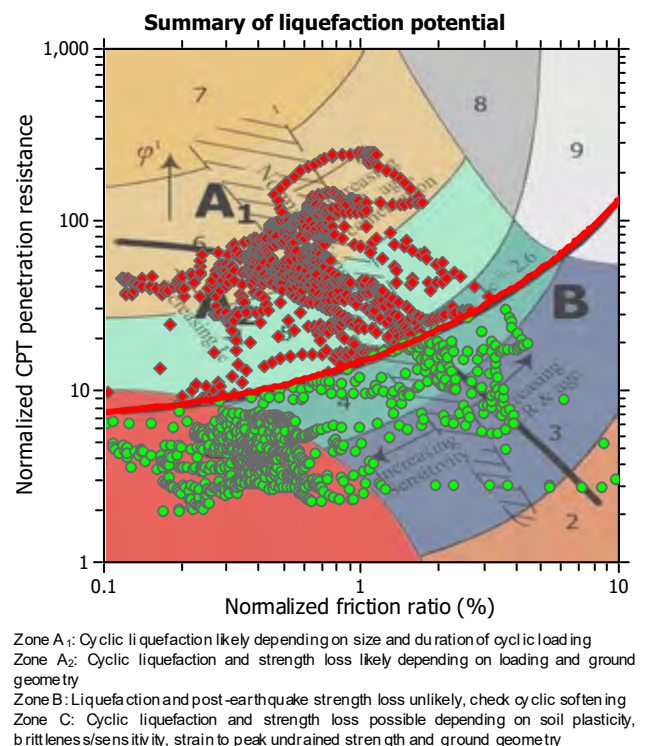 Summary of liquefaction potential
1,000
100
10
1
Normalized CPT penetration resistance
7
8
9
φ'
A1
6
B
3
2
Increasing
Sensitivity
0.1
1
10
Normalized friction ratio (%)
Zone A1: Cyclic liquefaction likely depending on size and duration of cyclic loading
Zone A2: Cyclic liquefaction and strength loss likely depending on loading and ground
geometry
Zone B: Liquefaction and post-earthquake strength loss unlikely, check cyclic softening
Zone C: Cyclic liquefaction and strength loss possible depending on soil plasticity,
brittleness/sensitivity, strain to peak undrained strength and ground geometry